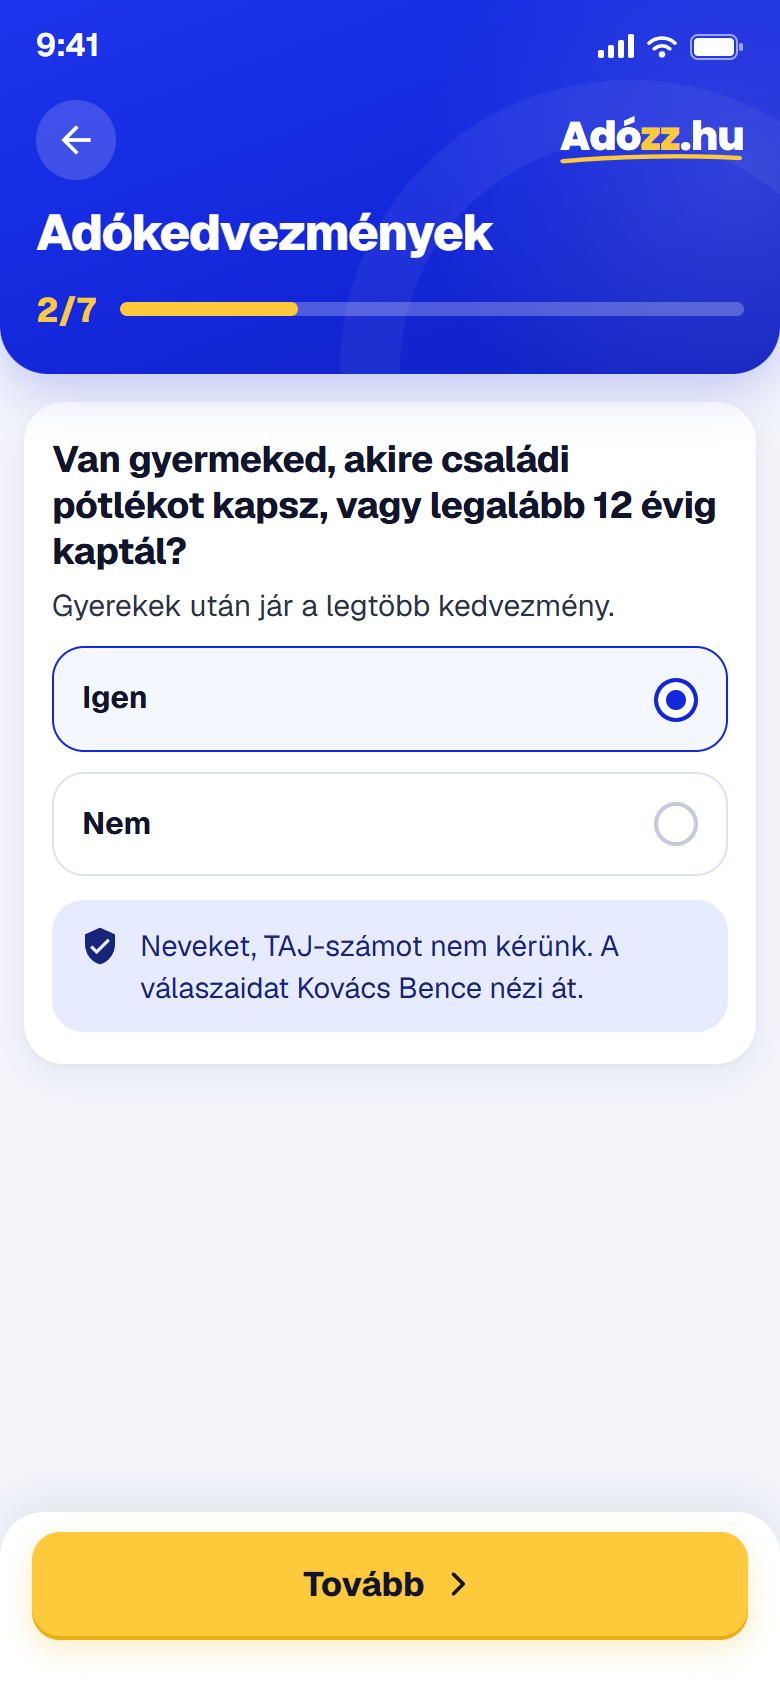 9:41
Adózz.hu
Adókedvezmények
2/7
Van gyermeked, akire családi
pótlékot kapsz, vagy legalább 12 évig
kaptál?
Gyerekek után jár a legtöbb kedvezmény.
Igen
Nem
Neveket, TAJ-számot nem kérünk. A
válaszaidat Kovács Bence nézi át.
Tovább